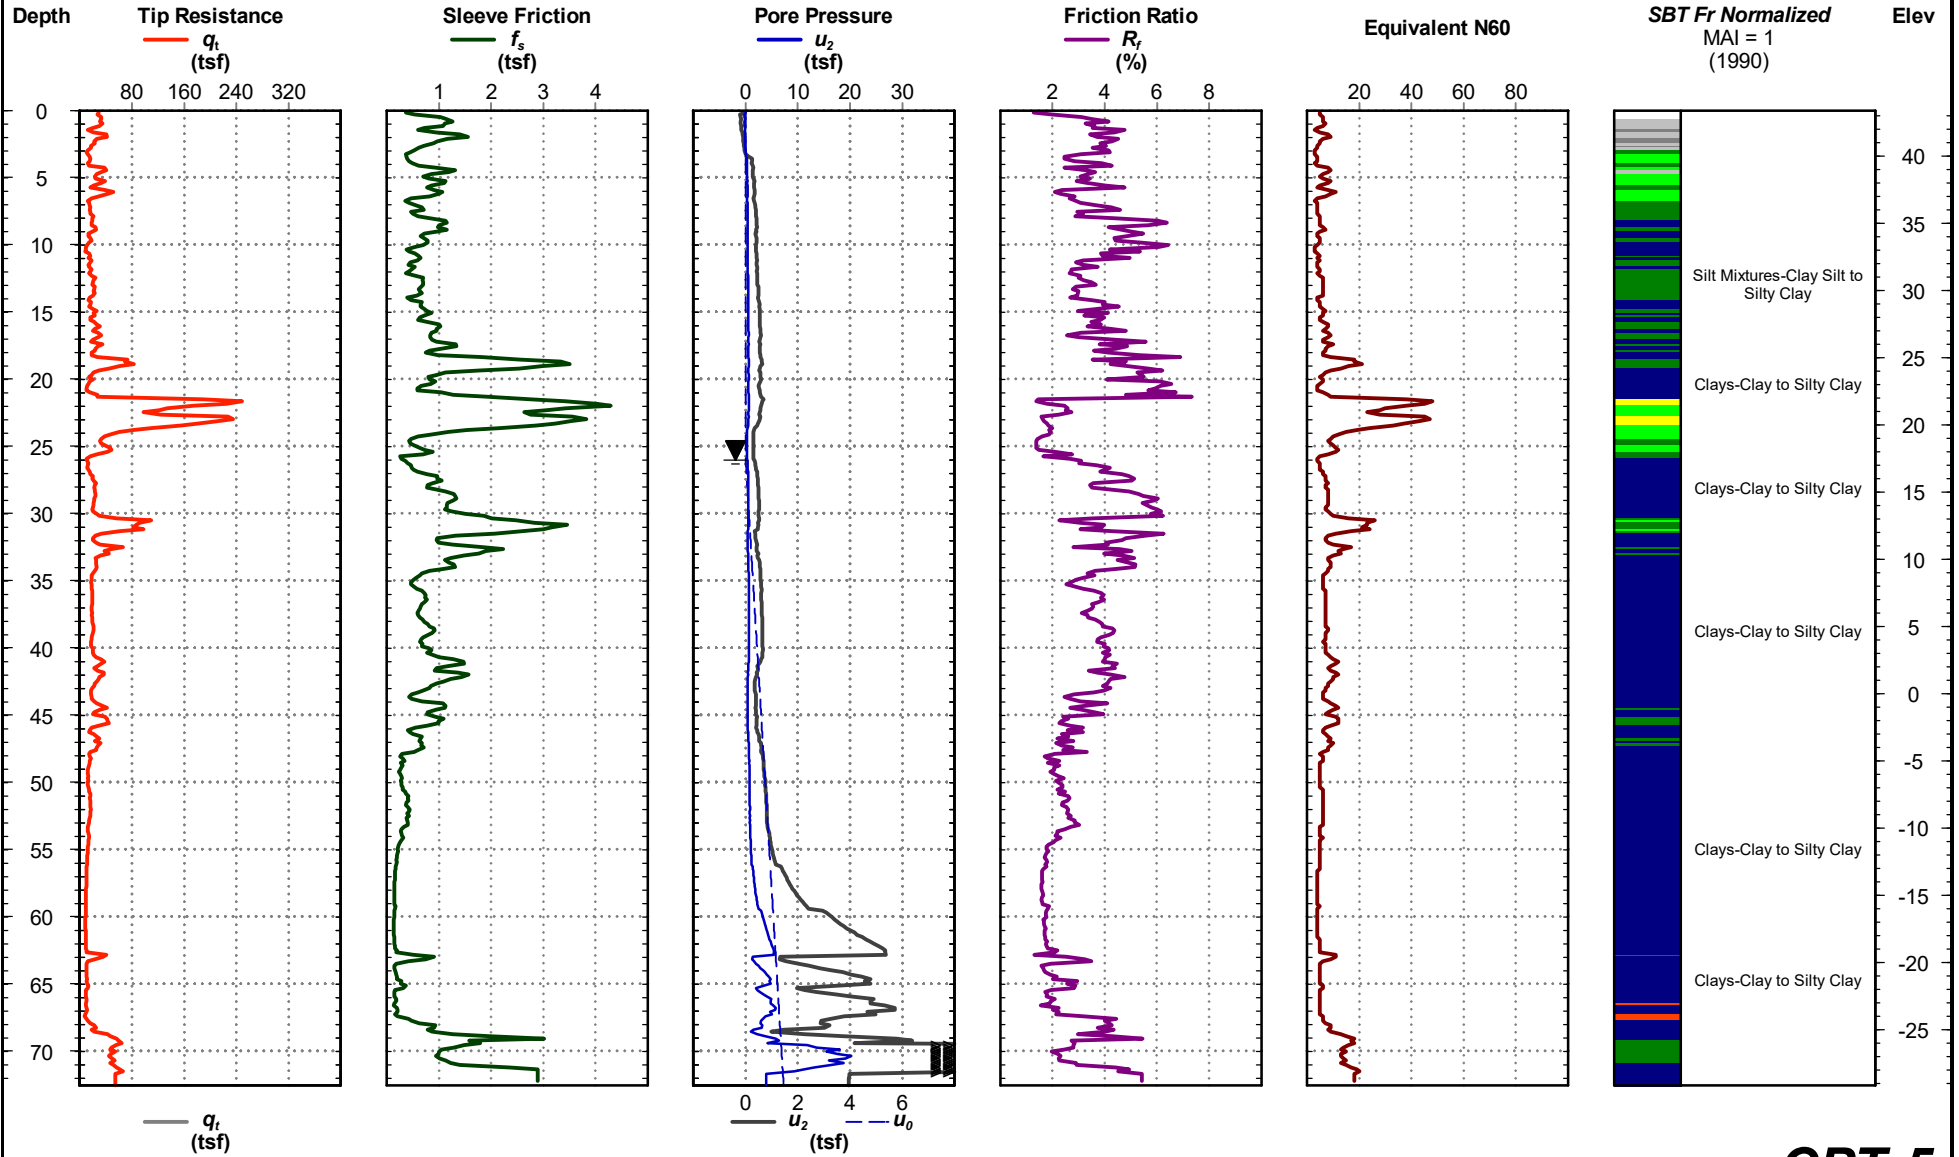 Depth Tip Resistance Sleeve Friction Pore Pressure Friction Ratio Equivalent N60 SBT Fr Normalized Elev
qt fs u2 Rf MAI = 1
(tsf) (tsf) (tsf) (%) (1990)
80 160 240 320 1 2 3 4 0 10 20 30 2 4 6 8 20 40 60 80
0
5
10
15
20
25
30
35
40
45
50
55
60
65
70
Silt Mixtures-Clay Silt to
Silty Clay
Clays-Clay to Silty Clay
Clays-Clay to Silty Clay
Clays-Clay to Silty Clay
Clays-Clay to Silty Clay
Clays-Clay to Silty Clay
40
35
30
25
20
15
10
5
0
-5
-10
-15
-20
-25
0 2 4 6
qt u2 u0
(tsf) (tsf)